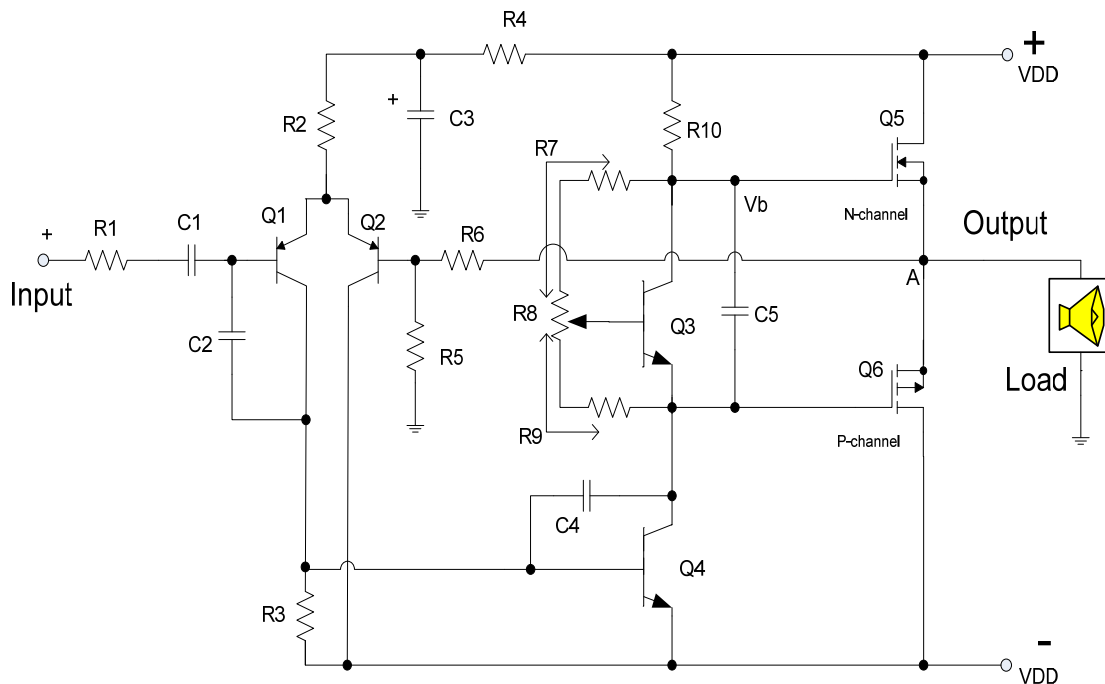 R4
+
VDD
+
C3
R2
R10
Q5
R7
Vb
N-channel
Output
+
R1
C1
Q1
Q2
R6
A
Input
R8
Q3
C5
C2
R5
Q6
Load
R9
P-channel
C4
Q4
R3
-
VDD